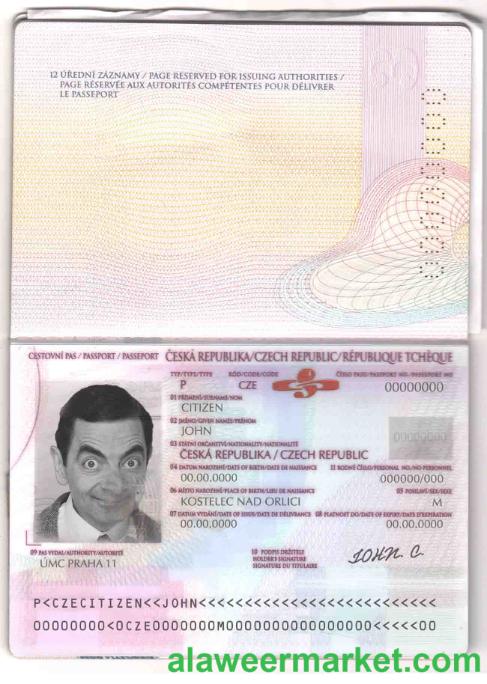 12 ÚŘEDNÍ ZÁZNAMY / PAGE RESERVED FOR ISSUING AUTHORITIES /
PAGE RÉSERVÉE AUX AUTORITÉS COMPÉTENTES POUR DÉLIVRER
LE PASSEPORT
00000000
CESTOVNÍ PAS / PASSPORT / PASSEPORT ČESKÁ REPUBLIKA/CZECH REPUBLIC/RÉPUBLIQUE TCHÈQUE
TYP/TYPE/TYPE KÓD/CODE/CODE ČÍSLO PASU/PASSPORT NO./PASSEPORT NO
P CZE 00000000
01 PŘÍJMENÍ/SURNAME/NOM
CITIZEN
02 JMÉNO/GIVEN NAMES/PRÉNOM
JOHN
00000000
03 STÁTNÍ OBČANSTVÍ/NATIONALITY/NATIONALITÉ
ČESKÁ REPUBLIKA / CZECH REPUBLIC
04 DATUM NAROZENÍ/DATE OF BIRTH/DATE DE NAISSANCE 11 RODNÉ ČÍSLO/PERSONAL NO./NO PERSONNEL
00.00.0000 000000/000
06 MÍSTO NAROZENÍ/PLACE OF BIRTH/LIEU DE NAISSANCE 05 POHLAVÍ/SEX/SEXE
KOSTELEC NAD ORLICI M
07 DATUM VYDÁNÍ/DATE OF ISSUE/DATE DE DÉLIVRANCE 08 PLATNOST DO/DATE OF EXPIRY/DATE D'EXPIRATION
00.00.0000 00.00.0000
09 PAS VYDAL/AUTHORITY/AUTORITÉ
ÚMC PRAHA 11
10 PODPIS DRŽITELE
HOLDER'S SIGNATURE
SIGNATURE DU TITULAIRE
JOHN. C.
P<CZECITIZEN<<JOHN<<<<<<<<<<<<<<<<<<<<<<<<<<
00000000<0CZE0000000M0000000000000000<<<<<00
alaweermarket.com